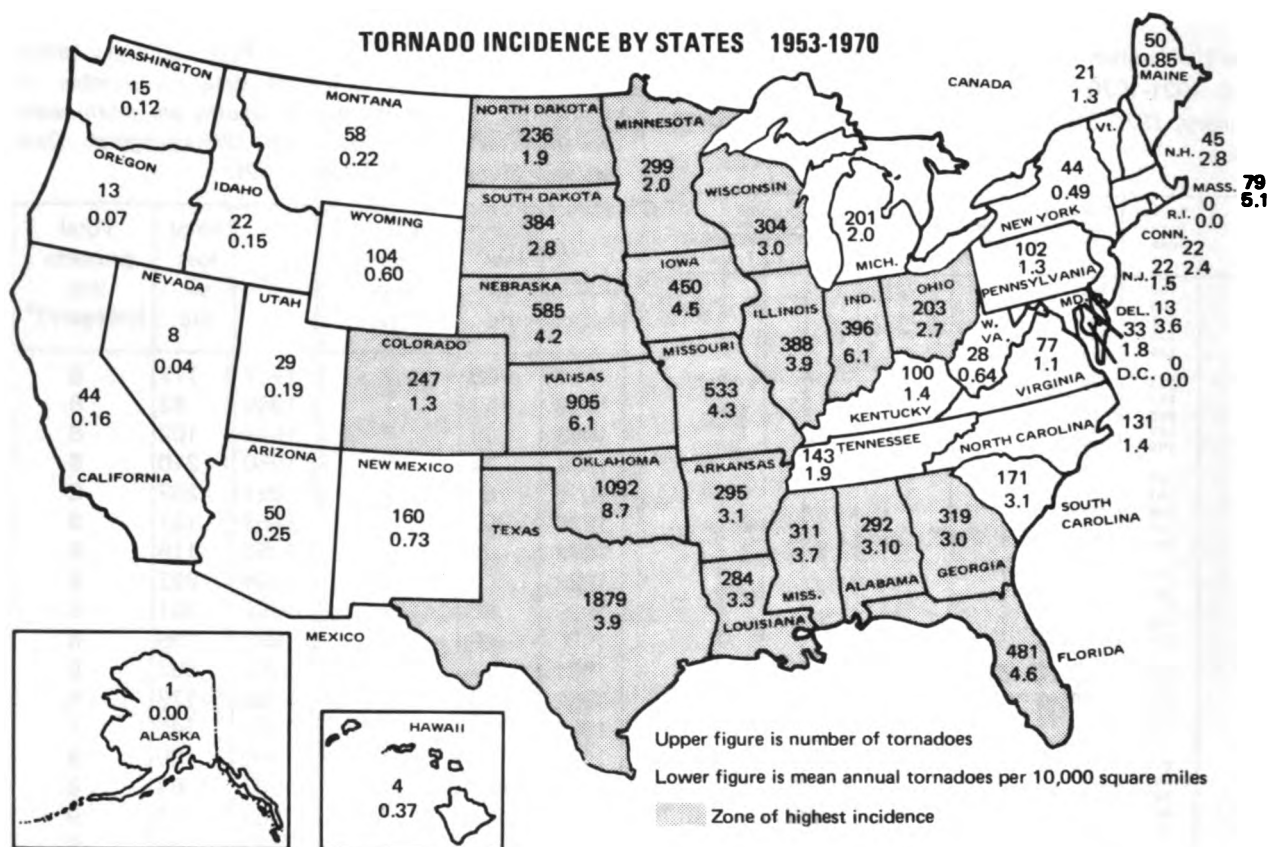 TORNADO INCIDENCE BY STATES 1953-1970
WASHINGTON
15
0.12
OREGON
13
0.07
CALIFORNIA
44
0.16
NEVADA
8
0.04
IDAHO
22
0.15
MONTANA
58
0.22
WYOMING
104
0.60
UTAH
29
0.19
COLORADO
247
1.3
ARIZONA
50
0.25
NEW MEXICO
160
0.73
NORTH DAKOTA
236
1.9
SOUTH DAKOTA
384
2.8
NEBRASKA
585
4.2
KANSAS
905
6.1
OKLAHOMA
1092
8.7
TEXAS
1879
3.9
MINNESOTA
299
2.0
IOWA
450
4.5
MISSOURI
533
4.3
ARKANSAS
295
3.1
284
3.3
LOUISIANA
WISCONSIN
304
3.0
ILLINOIS
388
3.9
201
2.0
MICH.
IND.
396
6.1
OHIO
203
2.7
100
1.4
KENTUCKY
TENNESSEE
143
1.9
311
3.7
MISS.
292
3.10
ALABAMA
319
3.0
GEORGIA
481
4.6
FLORIDA
171
3.1
SOUTH
CAROLINA
NORTH CAROLINA
131
1.4
77
1.1
VIRGINIA
W.
VA.
28
0.64
102
1.3
PENNSYLVANIA
44
0.49
NEW YORK
CANADA
21
1.3
Vt.
50
0.85
MAINE
N.H.
45
2.8
MASS.
79
5.1
0
0.0
R.I.
CONN.
22
2.4
22
N.J. 1.5
DEL. 13
3.6
MD.
33
1.8
D.C. 0
0.0
MEXICO
1
0.00
ALASKA
HAWAII
4
0.37
Upper figure is number of tornadoes
Lower figure is mean annual tornadoes per 10,000 square miles
Zone of highest incidence